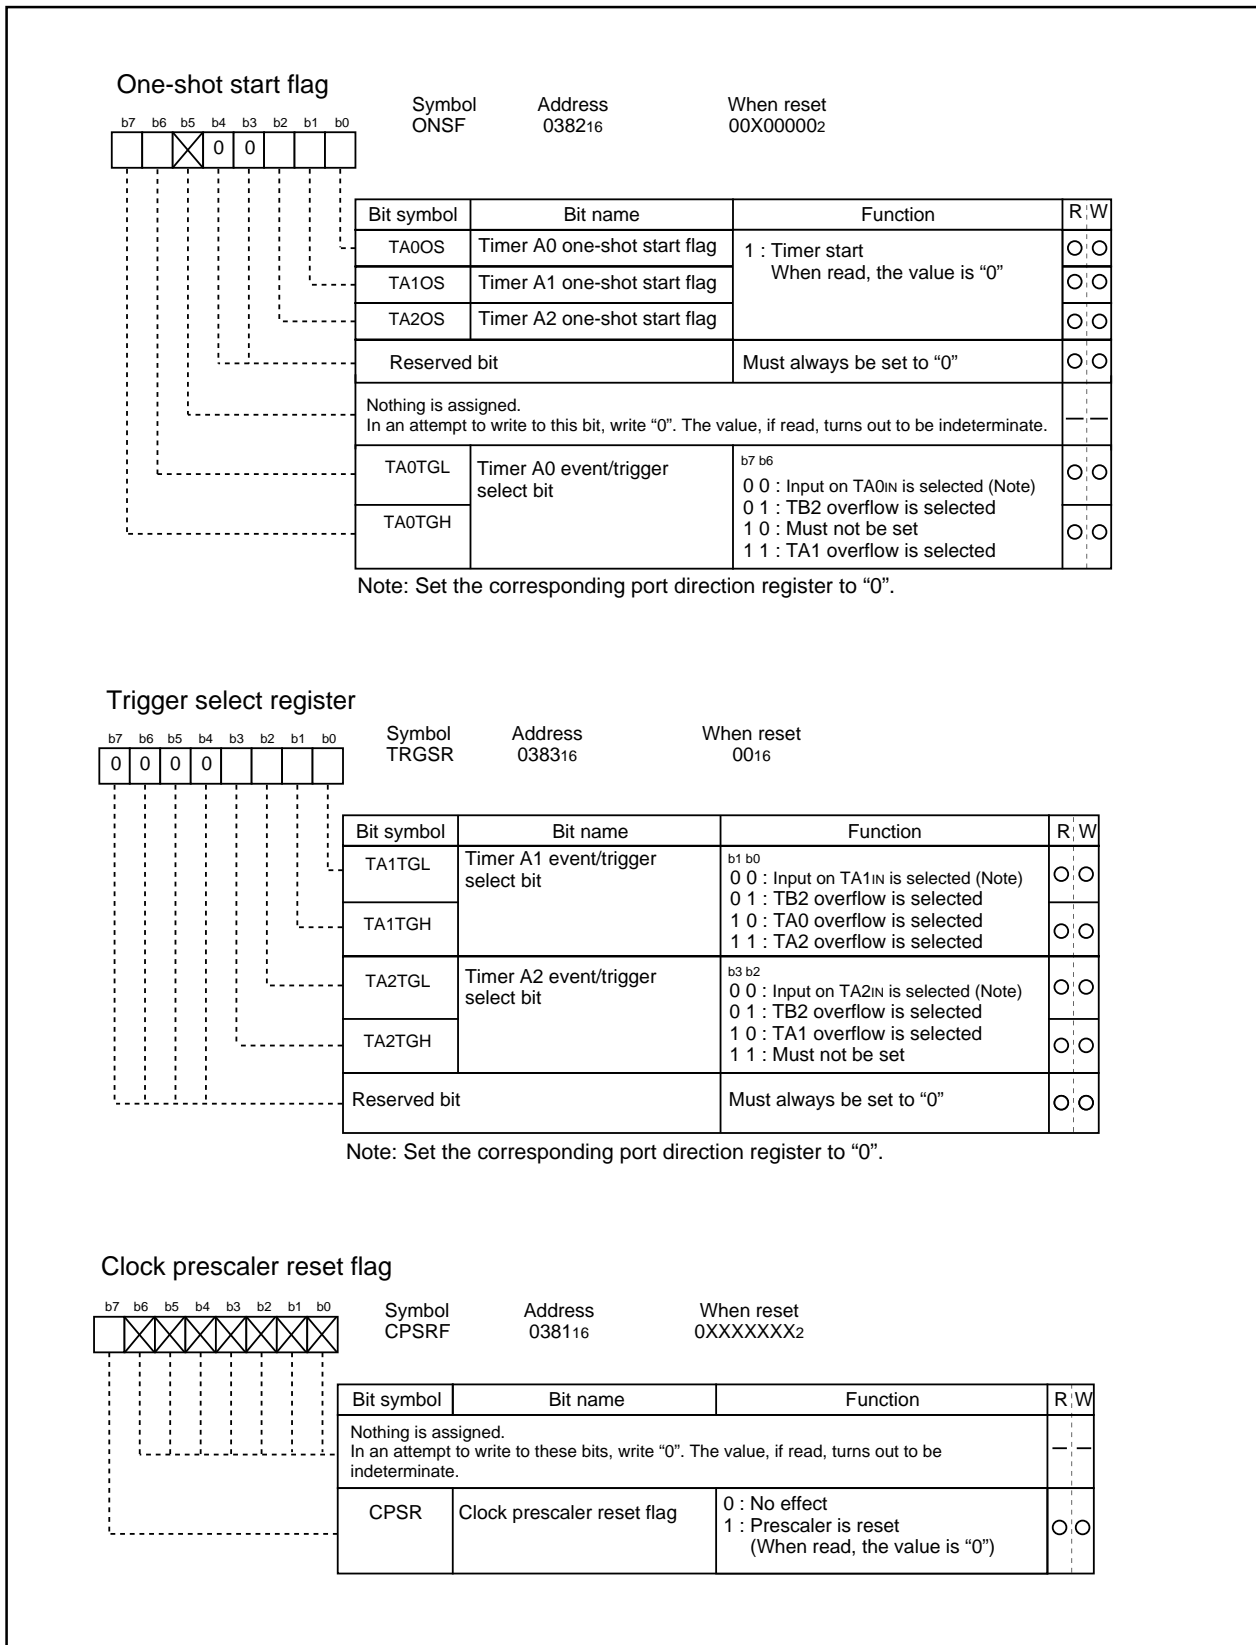 One-shot start flag
Symbol Address When reset
ONSF 038216 00X000002
b7 b6 b5 b4 b3 b2 b1 b0
0 0
Bit symbol Bit name Function R W
TA0OS Timer A0 one-shot start flag 1 : Timer start
When read, the value is “0”
TA1OS Timer A1 one-shot start flag
TA2OS Timer A2 one-shot start flag
Reserved bit Must always be set to “0”
Nothing is assigned.
In an attempt to write to this bit, write “0”. The value, if read, turns out to be indeterminate.
TA0TGL Timer A0 event/trigger
select bit
b7 b6
0 0 : Input on TA0IN is selected (Note)
0 1 : TB2 overflow is selected
TA0TGH
1 0 : Must not be set
1 1 : TA1 overflow is selected
Note: Set the corresponding port direction register to “0”.
Trigger select register
Symbol Address When reset
TRGSR 038316 0016
b7 b6 b5 b4 b3 b2 b1 b0
0 0 0 0
Bit symbol Bit name Function R W
TA1TGL Timer A1 event/trigger
select bit
b1 b0
0 0 : Input on TA1IN is selected (Note)
0 1 : TB2 overflow is selected
TA1TGH
1 0 : TA0 overflow is selected
1 1 : TA2 overflow is selected
TA2TGL Timer A2 event/trigger
select bit
b3 b2
0 0 : Input on TA2IN is selected (Note)
0 1 : TB2 overflow is selected
TA2TGH
1 0 : TA1 overflow is selected
1 1 : Must not be set
Reserved bit Must always be set to “0”
Note: Set the corresponding port direction register to “0”.
Clock prescaler reset flag
Symbol Address When reset
CPSRF 038116 0XXXXXXX2
b7 b6 b5 b4 b3 b2 b1 b0
Bit symbol Bit name Function R W
Nothing is assigned.
In an attempt to write to these bits, write “0”. The value, if read, turns out to be
indeterminate.
CPSR Clock prescaler reset flag 0 : No effect
1 : Prescaler is reset
(When read, the value is “0”)